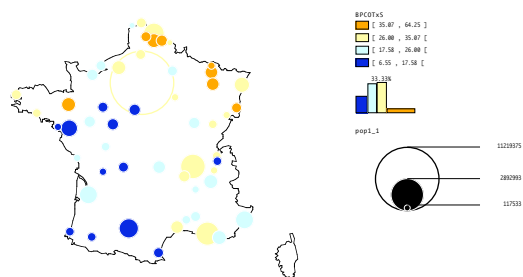 BPCOTxS
[ 35.07 , 64.25 ]
[ 26.00 , 35.07 [
[ 17.58 , 26.00 [
[ 6.55 , 17.58 [
33.33%
pop1_1
11219375
2892993
117533